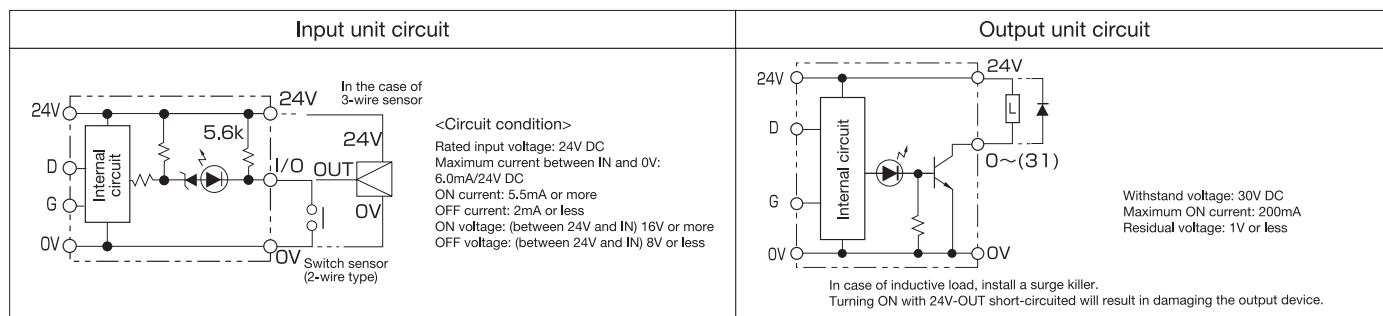 Input unit circuit
In the case of
3-wire sensor
24V
24V
5.6k
24V
D
Internal
circuit
I/O
OUT
G
0V
0V
0V
Switch sensor
(2-wire type)
<Circuit condition>
Rated input voltage: 24V DC
Maximum current between IN and 0V:
6.0mA/24V DC
ON current: 5.5mA or more
OFF current: 2mA or less
ON voltage: (between 24V and IN) 16V or more
OFF voltage: (between 24V and IN) 8V or less
Output unit circuit
24V
24V
L
D
Internal circuit
0~(31)
G
0V
0V
Withstand voltage: 30V DC
Maximum ON current: 200mA
Residual voltage: 1V or less
In case of inductive load, install a surge killer.
Turning ON with 24V-OUT short-circuited will result in damaging the output device.